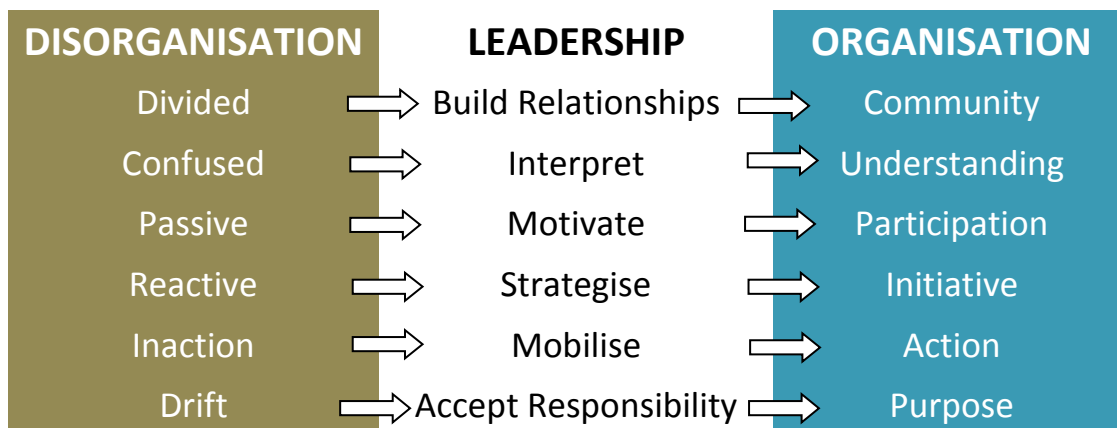 DISORGANISATION LEADERSHIP ORGANISATION
Divided Build Relationships Community
Confused Interpret Understanding
Passive Motivate Participation
Reactive Strategise Initiative
Inaction Mobilise Action
Drift Accept Responsibility Purpose